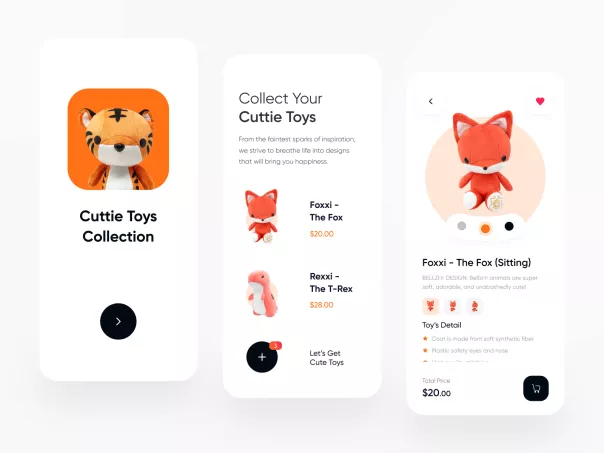 Cuttie Toys
Collection
Collect Your
Cuttie Toys
From the faintest sparks of inspiration,
we strive to breathe life into designs
that will bring you happiness.
Foxxi -
The Fox
$20.00
Rexxi -
The T-Rex
$28.00
3
Let's Get
Cute Toys
Foxxi - The Fox (Sitting)
DESIGN: Bellzi® animals are super
soft, adorable, and unabashedly cute!
Toy's Detail
Coat is made from soft synthetic fiber
Plastic safety eyes and nose
Total Price
$20.00